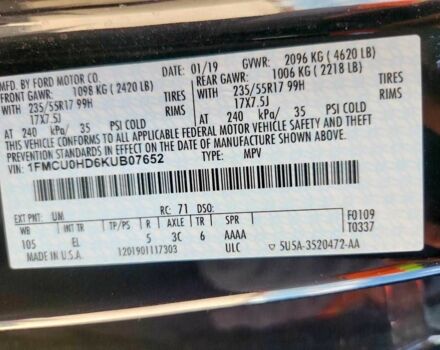 MFD. BY FORD MOTOR CO.
01/19 GVWR: 2096 KG ( 4620 LB)
FRONT GAWR: 1098 KG ( 2420 LB)
REAR GAWR: 1006 KG ( 2218 LB)
235/55R17 99H TIRES
235/55R17 99H TIRES
17X7.5J RIMS
17X7.5J RIMS
AT 240 kPa/ 35 PSI COLD
AT 240 kPa/ 35 PSI COLD
THIS VEHICLE CONFORMS TO ALL APPLICABLE FEDERAL MOTOR VEHICLE SAFETY AND THEFT
PREVENTION STANDARDS IN EFFECT ON THE DATE OF MANUFACTURE SHOWN ABOVE.
VIN: 1FMCU0HD6KUB07652
TYPE: MPV
EXT PNT: UM RC: 71 DSO:
F0109
T0337
WB INT TR TP/PS R AXLE TR SPR
105 EL 5 3C 6 AAAA
MADE IN U.S.A. 1201901117303 ULC 5U5A-3520472-AA